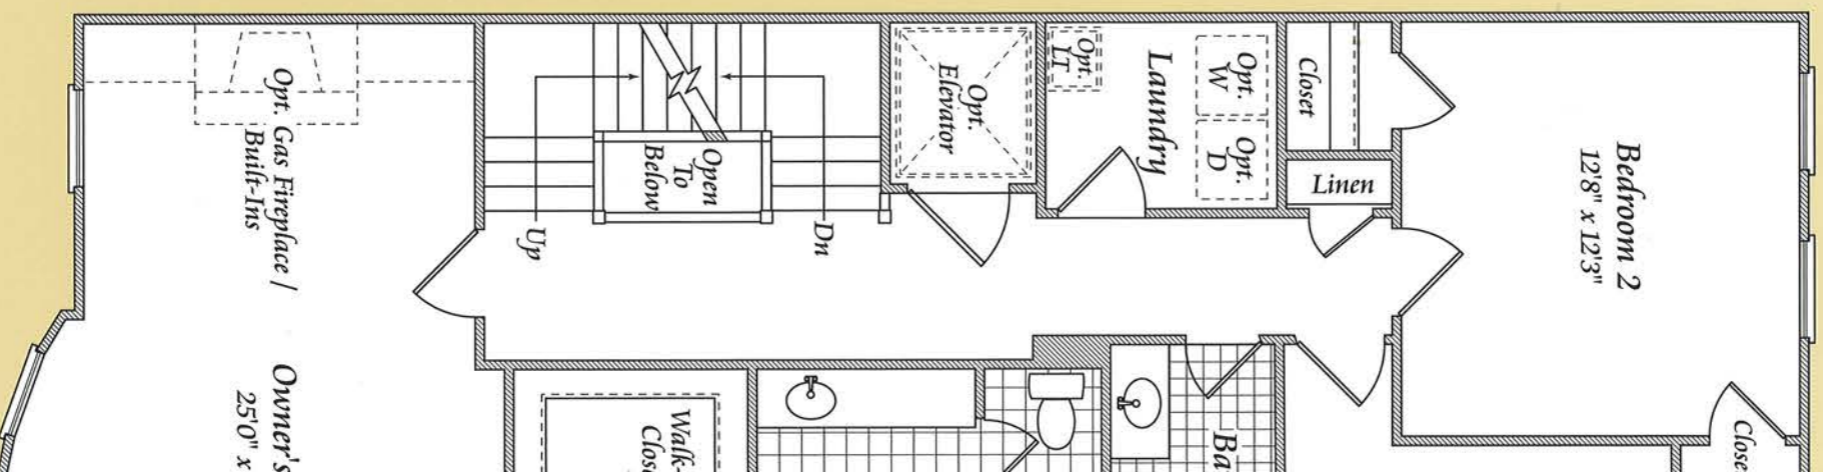 Opt. Gas Fireplace /
Built-Ins
Owner's
25'0" x
Up
Open
To
Below
Dn
Opt.
Elevator
Opt.
LT
Laundry
Opt.
W
Opt.
D
Closet
Linen
Bedroom 2
12'8" x 12'3"
Walk-
Close
Ba
Close